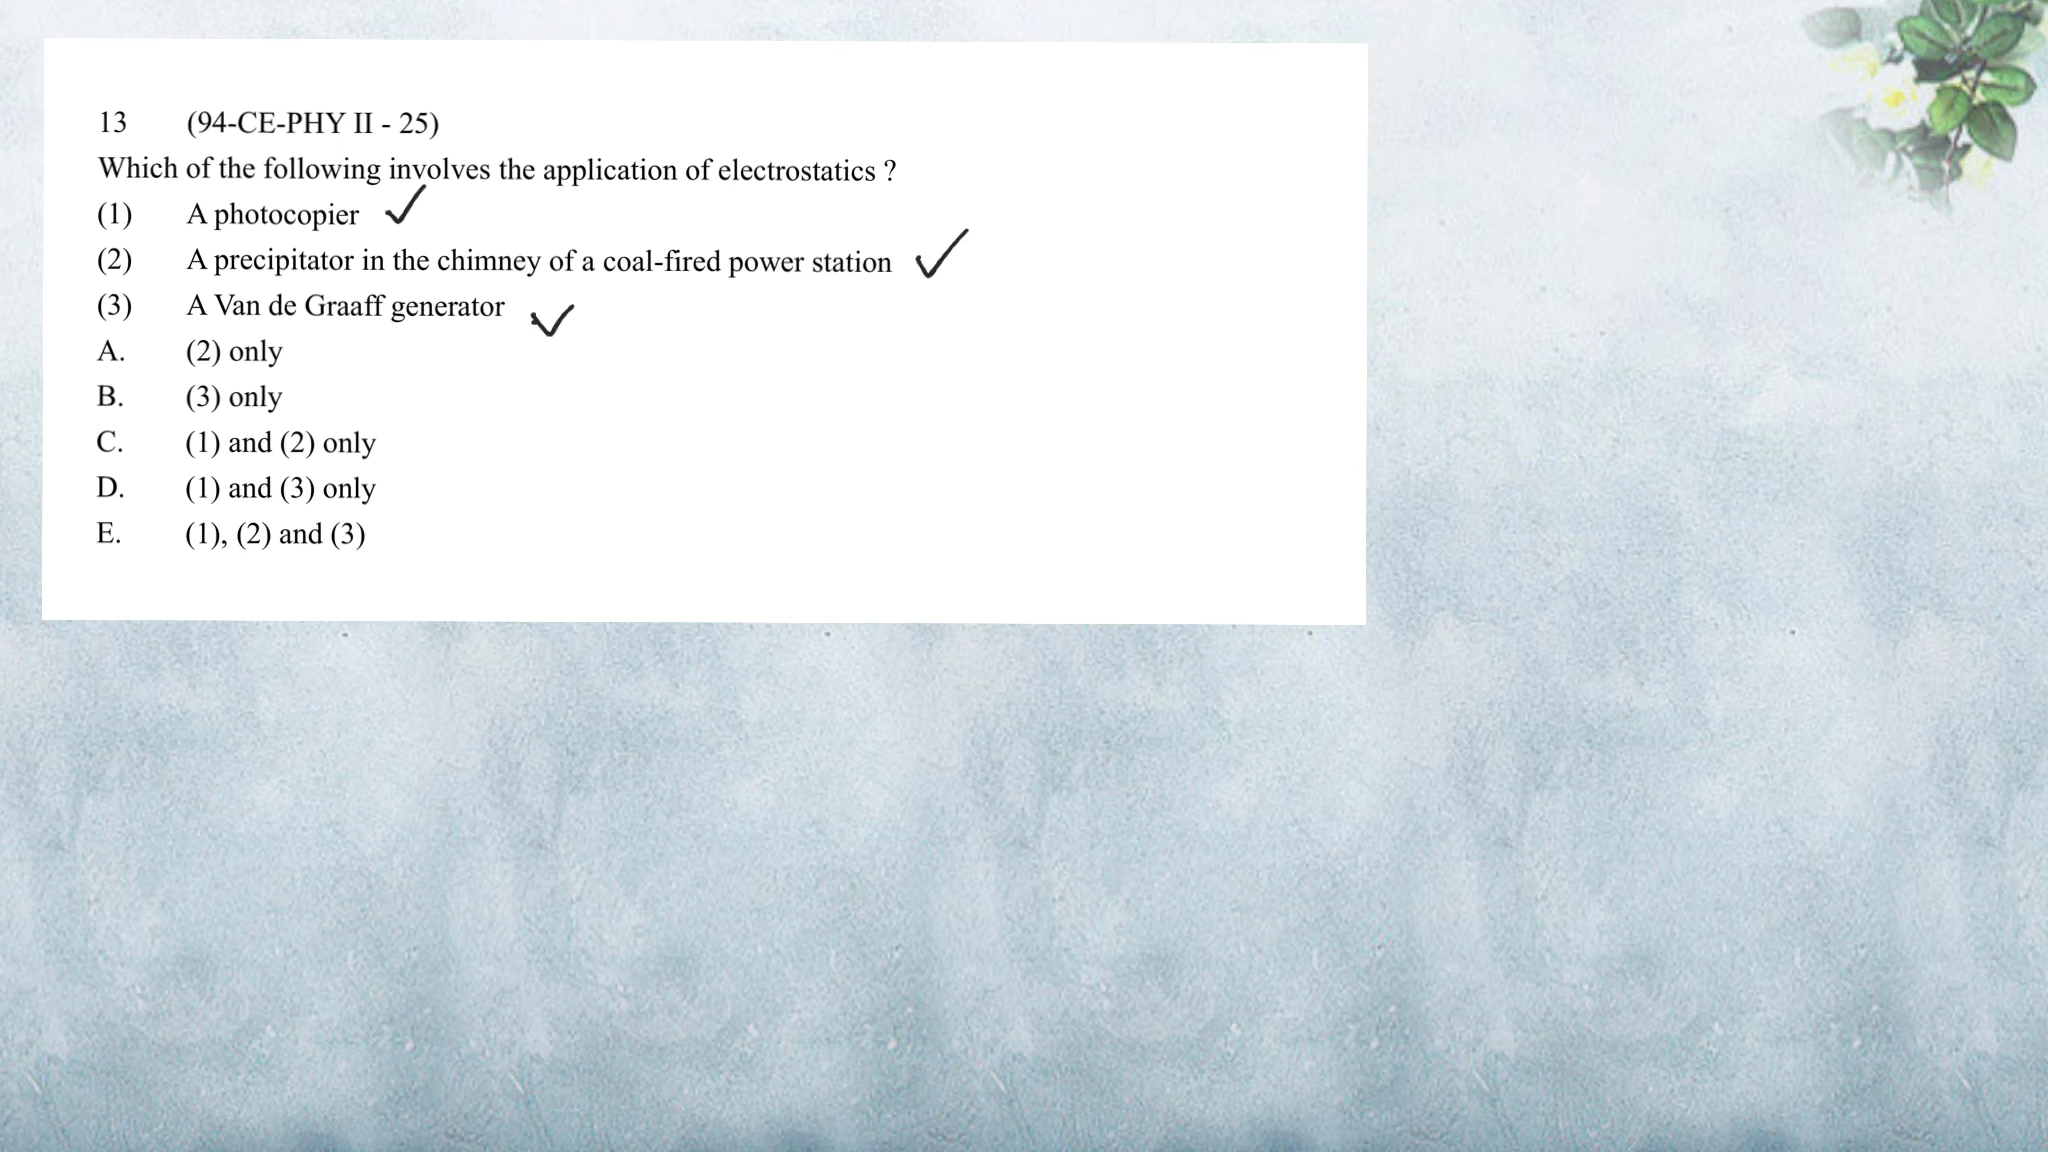 13 (94-CE-PHY II - 25)
Which of the following involves the application of electrostatics ?
(1) A photocopier ✓
(2) A precipitator in the chimney of a coal-fired power station ✓
(3) A Van de Graaff generator ✓
A. (2) only
B. (3) only
C. (1) and (2) only
D. (1) and (3) only
E. (1), (2) and (3)